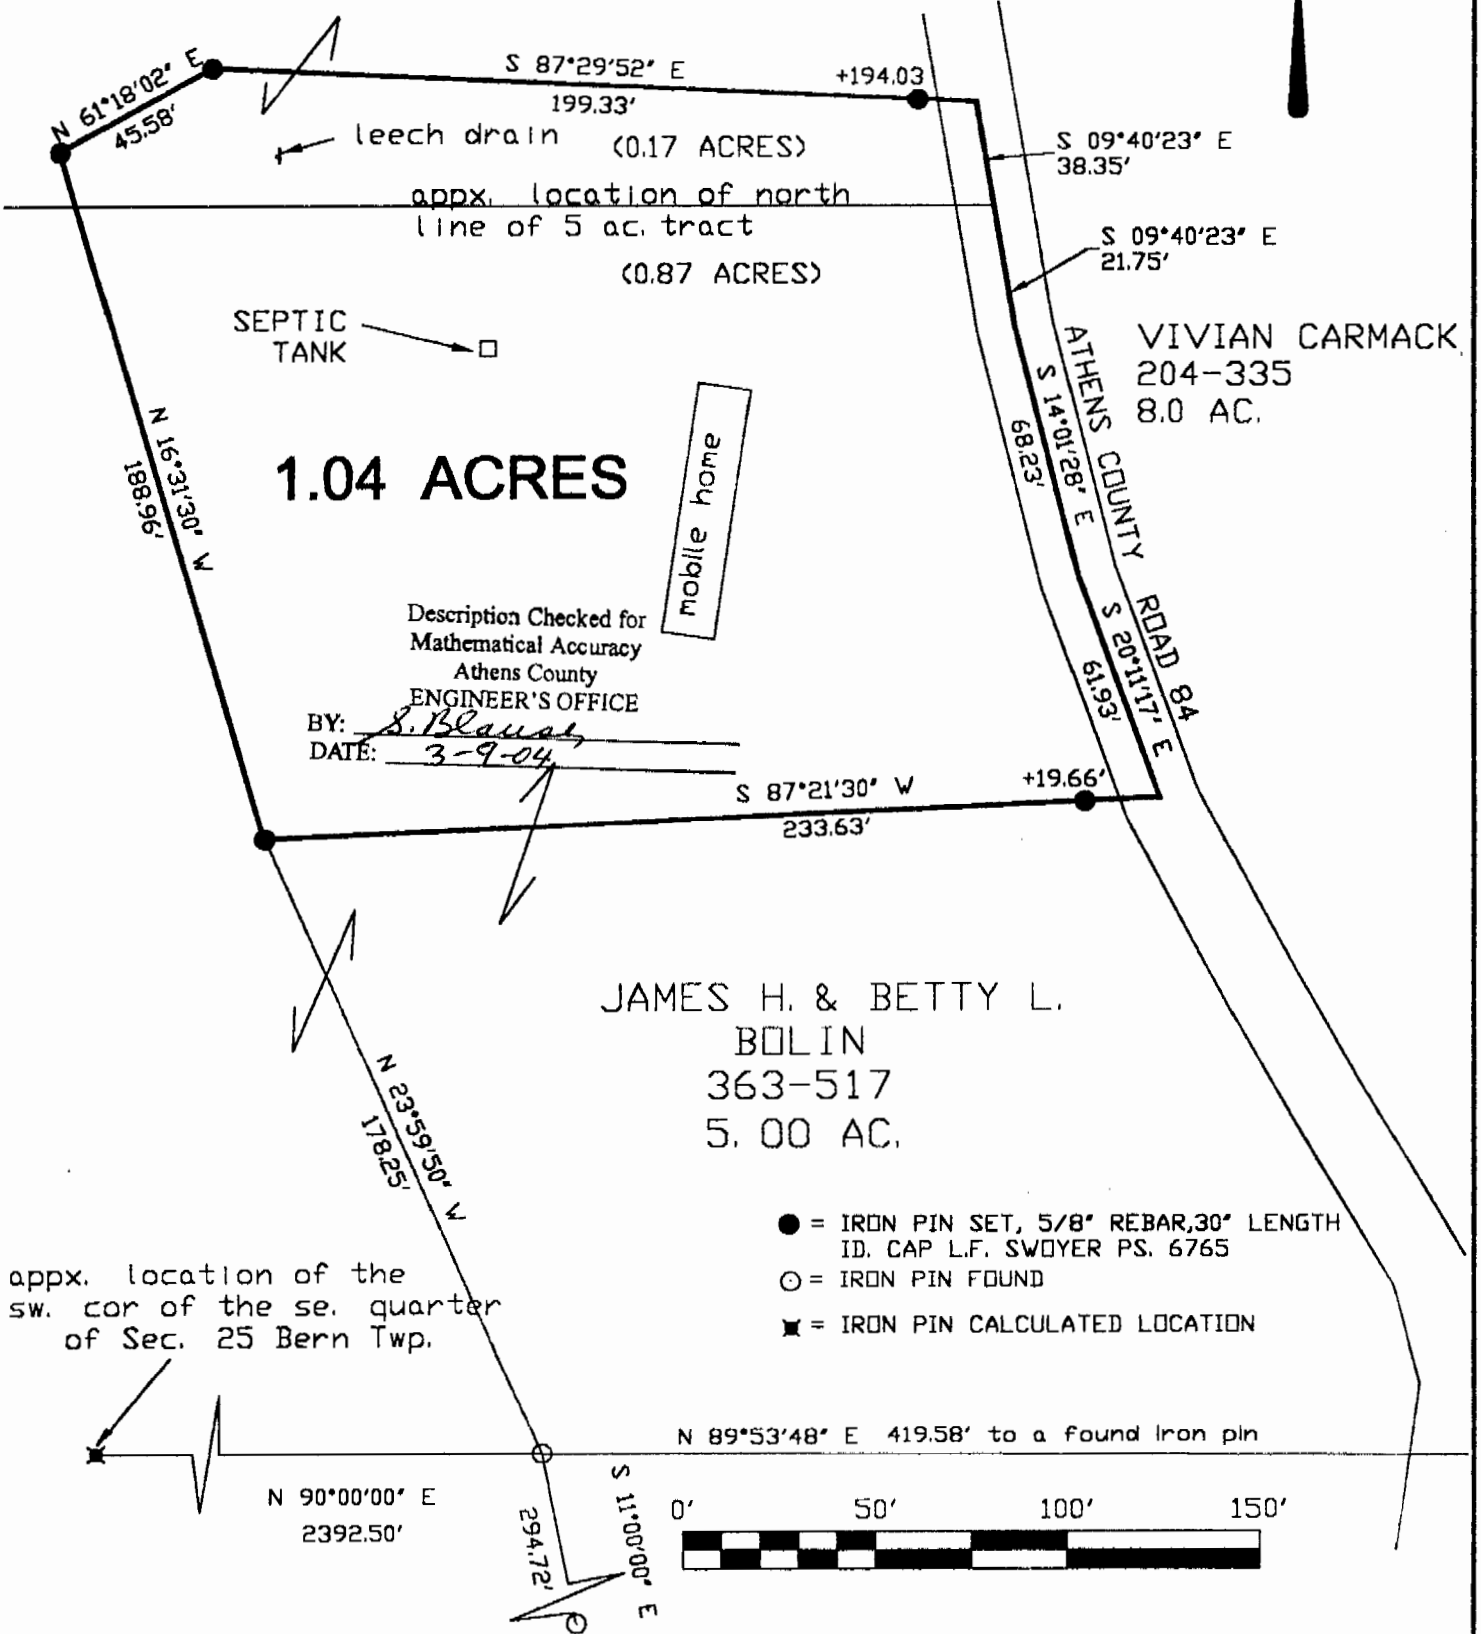 N 61°18'02" E
45.58'
S 87°29'52" E
199.33'
+194.03
leech drain
(0.17 ACRES)
S 09°40'23" E
38.35'
appx. location of north
line of 5 ac. tract
S 09°40'23" E
21.75'
(0.87 ACRES)
SEPTIC
TANK
VIVIAN CARMACK
204-335
8.0 AC.
ATHENS COUNTY ROAD 84
S 14°01'28" E
68.23'
N 16°31'30" W
188.96'
1.04 ACRES
mobile home
S 20°11'17" E
61.93'
Description Checked for
Mathematical Accuracy
Athens County
ENGINEER'S OFFICE
BY: S.
DATE: 3-9-04
S 87°21'30" W
233.63'
+19.66'
JAMES H. & BETTY L.
BOLIN
363-517
5.00 AC.
N 23°59'50" W
178.25'
= IRON PIN SET, 5/8" REBAR,30" LENGTH
ID. CAP L.F. SWOYER PS. 6765
= IRON PIN FOUND
= IRON PIN CALCULATED LOCATION
appx. location of the
sw. cor of the se. quarter
of Sec. 25 Bern Twp.
N 89°53'48" E 419.58' to a found iron pin
N 90°00'00" E
2392.50'
S 11°00'00" E
294.72'
0' 50' 100' 150'